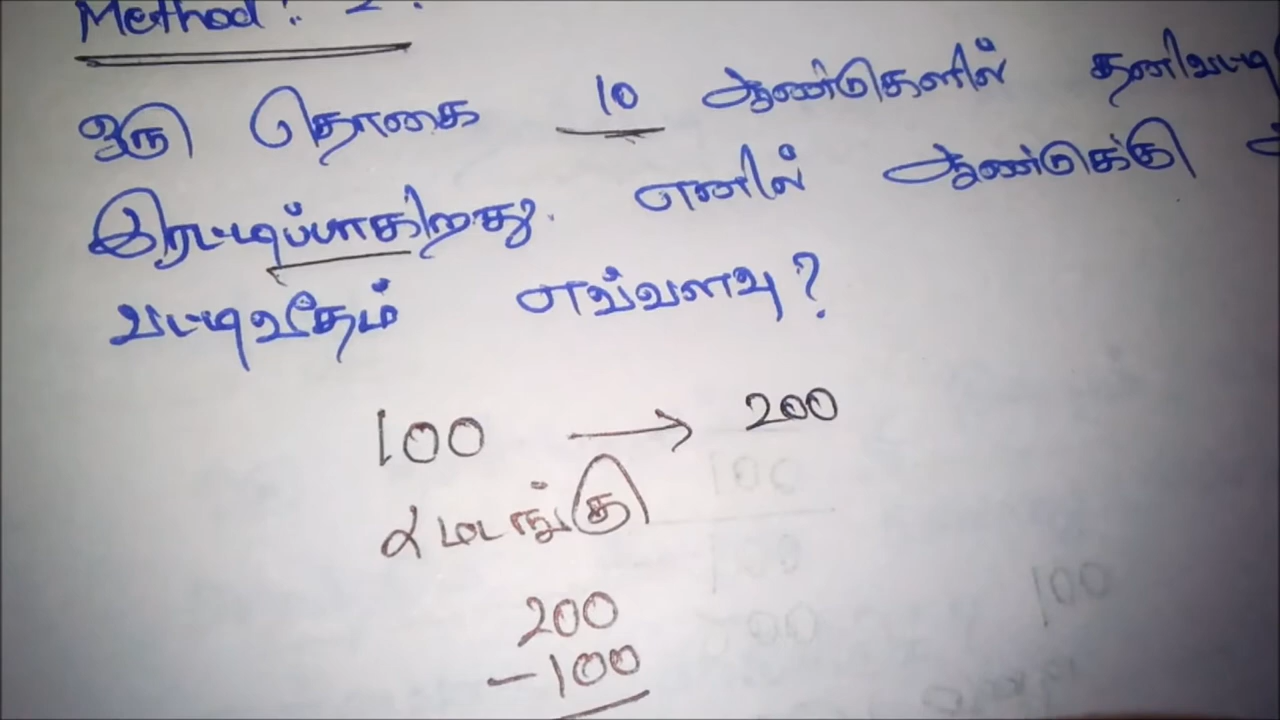 Method : 2 :
ஒரு தொகை 10 ஆண்டுகளில் தனிவட்டி
இரட்டிப்பாகிறது. எனில் ஆண்டுக்கு
வட்டிவீதம் எவ்வளவு ?
100 → 200
2 மடங்கு
200
- 100